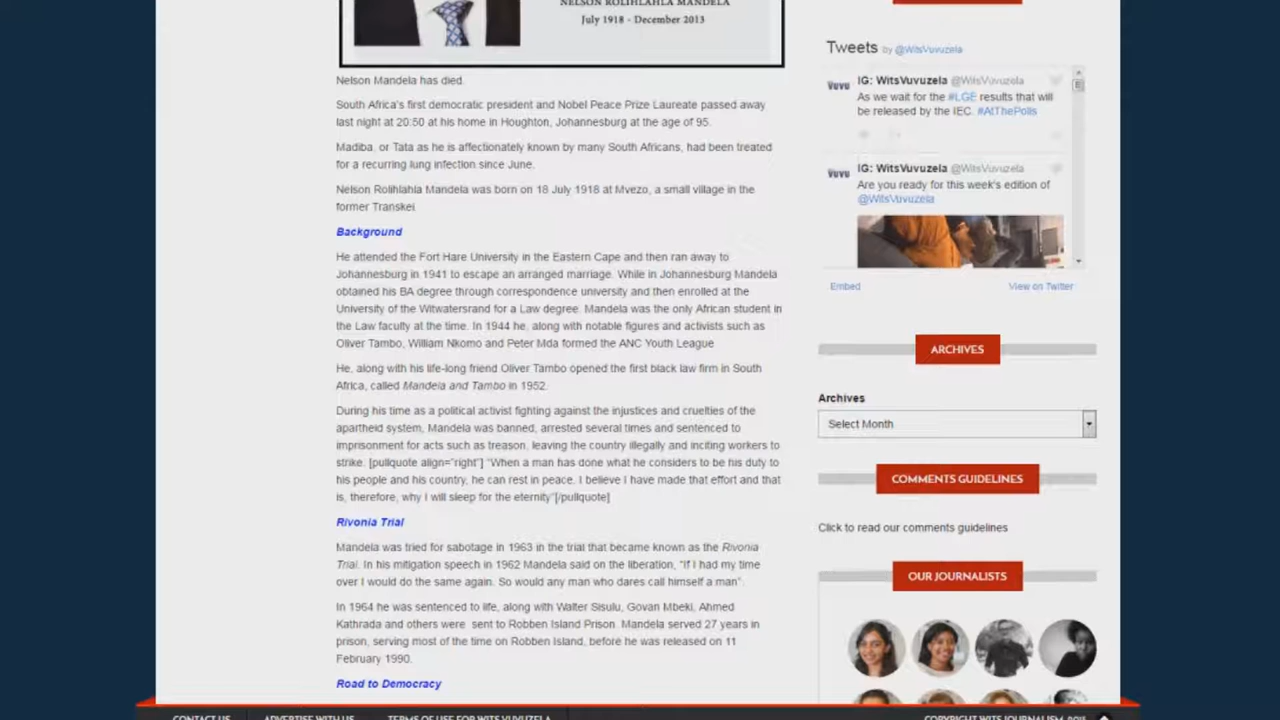 NELSON ROLIHLAHLA MANDELA
July 1918 - December 2013
Nelson Mandela has died.
South Africa's first democratic president and Nobel Peace Prize Laureate passed away
last night at 20:50 at his home in Houghton, Johannesburg at the age of 95.
Madiba, or Tata as he is affectionately known by many South Africans, had been treated
for a recurring lung infection since June.
Nelson Rolihlahla Mandela was born on 18 July 1918 at Mvezo, a small village in the
former Transkei.
Background
He attended the Fort Hare University in the Eastern Cape and then ran away to
Johannesburg in 1941 to escape an arranged marriage. While in Johannesburg Mandela
obtained his BA degree through correspondence university and then enrolled at the
University of the Witwatersrand for a Law degree. Mandela was the only African student in
the Law faculty at the time. In 1944 he, along with notable figures and activists such as
Oliver Tambo, William Nkomo and Peter Mda formed the ANC Youth League
He, along with his life-long friend Oliver Tambo opened the first black law firm in South
Africa, called Mandela and Tambo in 1952.
During his time as a political activist fighting against the injustices and cruelties of the
apartheid system, Mandela was banned, arrested several times and sentenced to
imprisonment for acts such as treason, leaving the country illegally and inciting workers to
strike. [pullquote align="right"] "When a man has done what he considers to be his duty to
his people and his country, he can rest in peace. I believe I have made that effort and that
is, therefore, why I will sleep for the eternity"[/pullquote]
Rivonia Trial
Mandela was tried for sabotage in 1963 in the trial that became known as the Rivonia
Trial. In his mitigation speech in 1962 Mandela said on the liberation, "If I had my time
over I would do the same again. So would any man who dares call himself a man".
In 1964 he was sentenced to life, along with Walter Sisulu, Govan Mbeki, Ahmed
Kathrada and others were sent to Robben Island Prison. Mandela served 27 years in
prison, serving most of the time on Robben Island, before he was released on 11
February 1990.
Road to Democracy
Tweets by @WitsVuvuzela
Vuvu
IG: WitsVuvuzela @WitsVuvuzela
As we wait for the #LGE results that will
be released by the IEC. #AtThePolls
Vuvu
IG: WitsVuvuzela @WitsVuvuzela
Are you ready for this week's edition of
@WitsVuvuzela
Embed
View on Twitter
ARCHIVES
Archives
Select Month
COMMENTS GUIDELINES
Click to read our comments guidelines
OUR JOURNALISTS
CONTACT US
ADVERTISE WITH US
TERMS OF USE FOR WITS VUVUZELA
COPYRIGHT WITS JOURNALISM, 2015